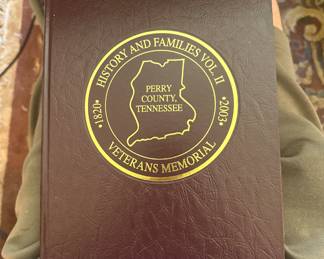 HISTORY AND FAMILIES VOL. II
PERRY
COUNTY,
TENNESSEE
•1820•
•2003•
VETERANS MEMORIAL